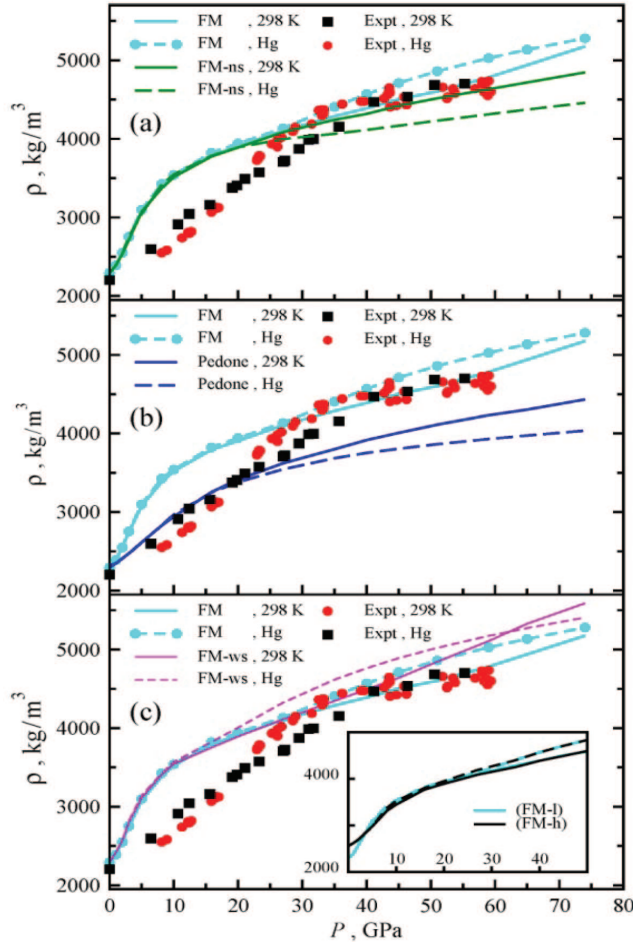 FM , 298 K Expt , 298 K
FM , Hg Expt , Hg
FM-ns , 298 K
FM-ns , Hg
5000
(a)
4000
3000
2000
ρ , kg/m³
FM , 298 K Expt , 298 K
FM , Hg Expt , Hg
Pedone , 298 K
Pedone , Hg
5000
(b)
4000
3000
2000
ρ , kg/m³
FM , 298 K Expt , 298 K
FM , Hg Expt , Hg
FM-ws , 298 K
FM-ws , Hg
5000
(c)
4000
3000
2000
ρ , kg/m³
4000
2000
(FM-l)
(FM-h)
10 20 30 40
0 10 20 30 40 50 60 70 80
P , GPa